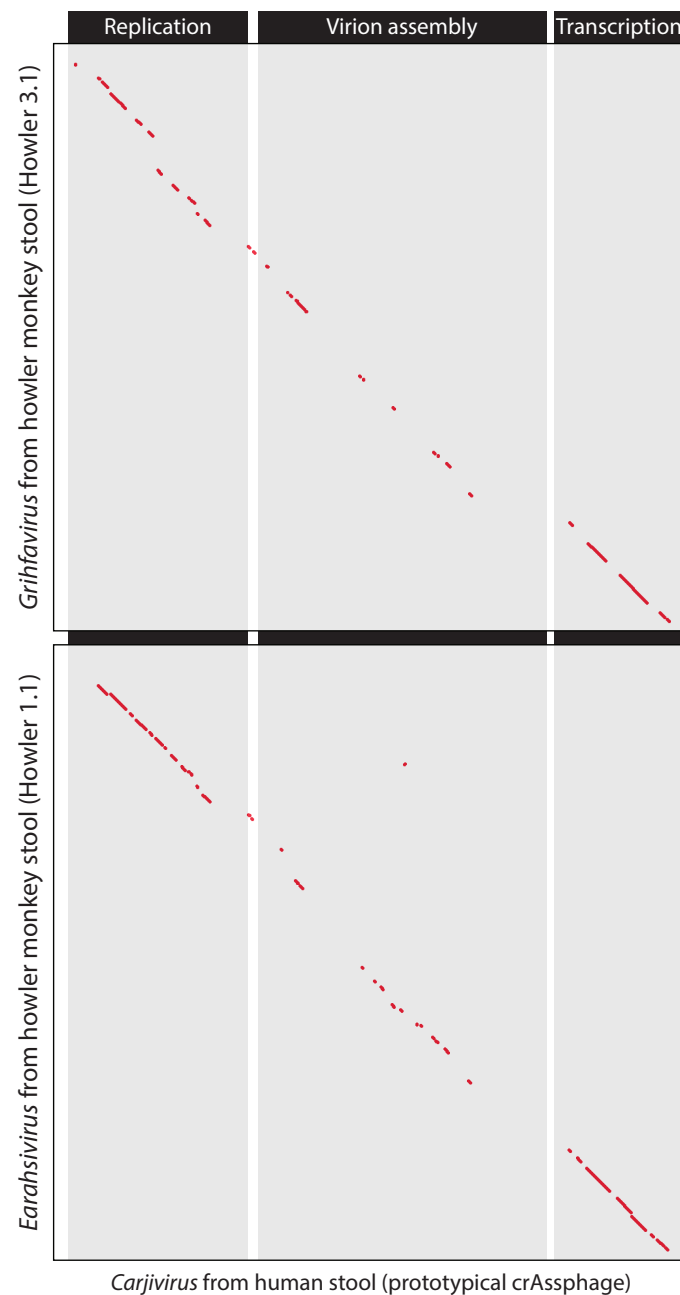 Replication
Virion assembly
Transcription
Grihfavirus from howler monkey stool (Howler 3.1)
Earahsivirus from howler monkey stool (Howler 1.1)
Carjivirus from human stool (prototypical crAssphage)